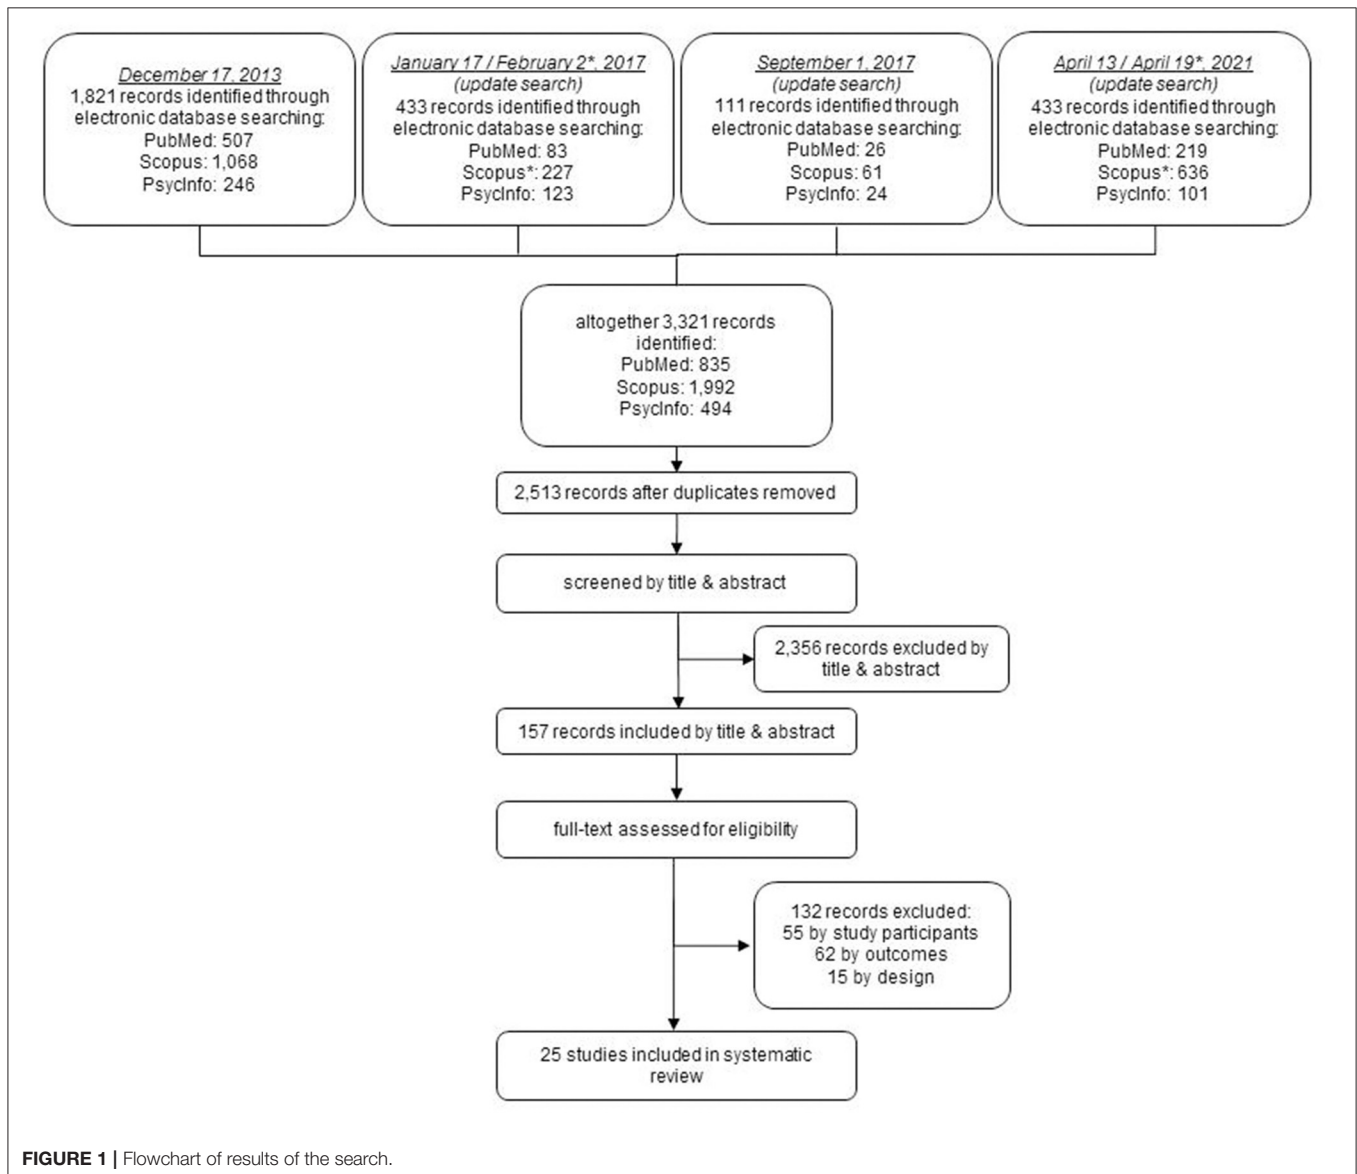 December 17, 2013
1,821 records identified through
electronic database searching:
PubMed: 507
Scopus: 1,068
PsycInfo: 246
January 17 / February 2*, 2017
(update search)
433 records identified through
electronic database searching:
PubMed: 83
Scopus*: 227
PsycInfo: 123
September 1, 2017
(update search)
111 records identified through
electronic database searching:
PubMed: 26
Scopus: 61
PsycInfo: 24
April 13 / April 19*, 2021
(update search)
433 records identified through
electronic database searching:
PubMed: 219
Scopus*: 636
PsycInfo: 101
altogether 3,321 records
identified:
PubMed: 835
Scopus: 1,992
PsycInfo: 494
2,513 records after duplicates removed
screened by title & abstract
2,356 records excluded by
title & abstract
157 records included by title & abstract
full-text assessed for eligibility
132 records excluded:
55 by study participants
62 by outcomes
15 by design
25 studies included in systematic
review
FIGURE 1 | Flowchart of results of the search.